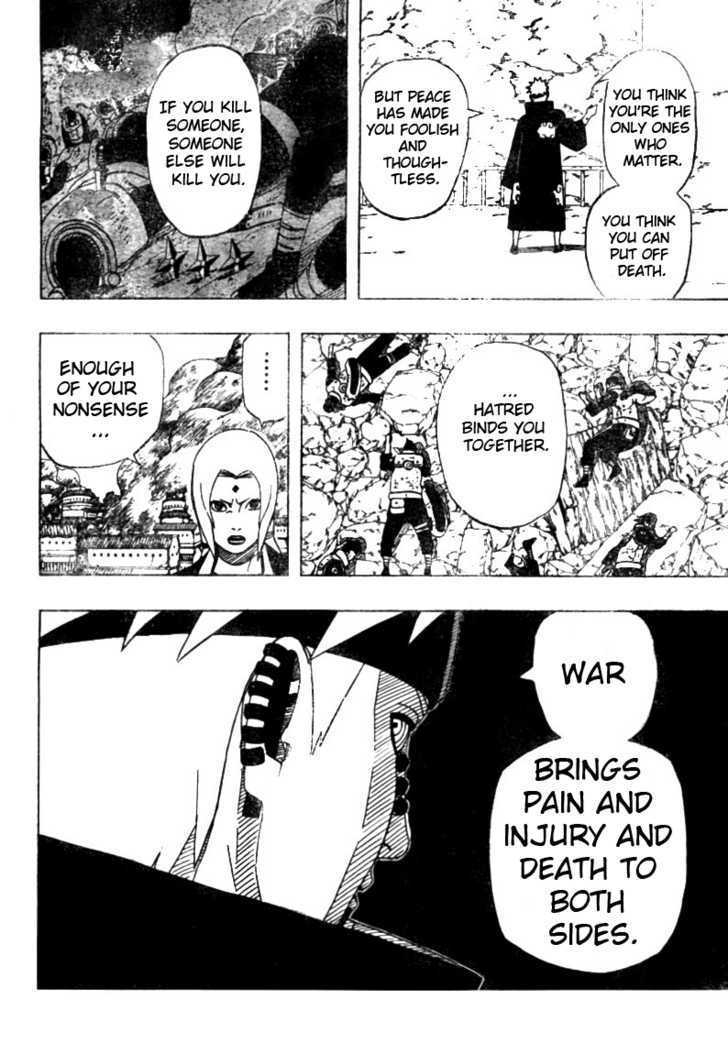 YOU THINK
YOU'RE THE
ONLY ONES
WHO
MATTER.
YOU THINK
YOU CAN
PUT OFF
DEATH.
BUT PEACE
HAS MADE
YOU FOOLISH
AND
THOUGH-
TLESS.
IF YOU KILL
SOMEONE,
SOMEONE
ELSE WILL
KILL YOU.
...
HATRED
BINDS YOU
TOGETHER.
......
ENOUGH
OF YOUR
NONSENSE
...
WAR
BRINGS
PAIN AND
INJURY AND
DEATH TO
BOTH
SIDES.